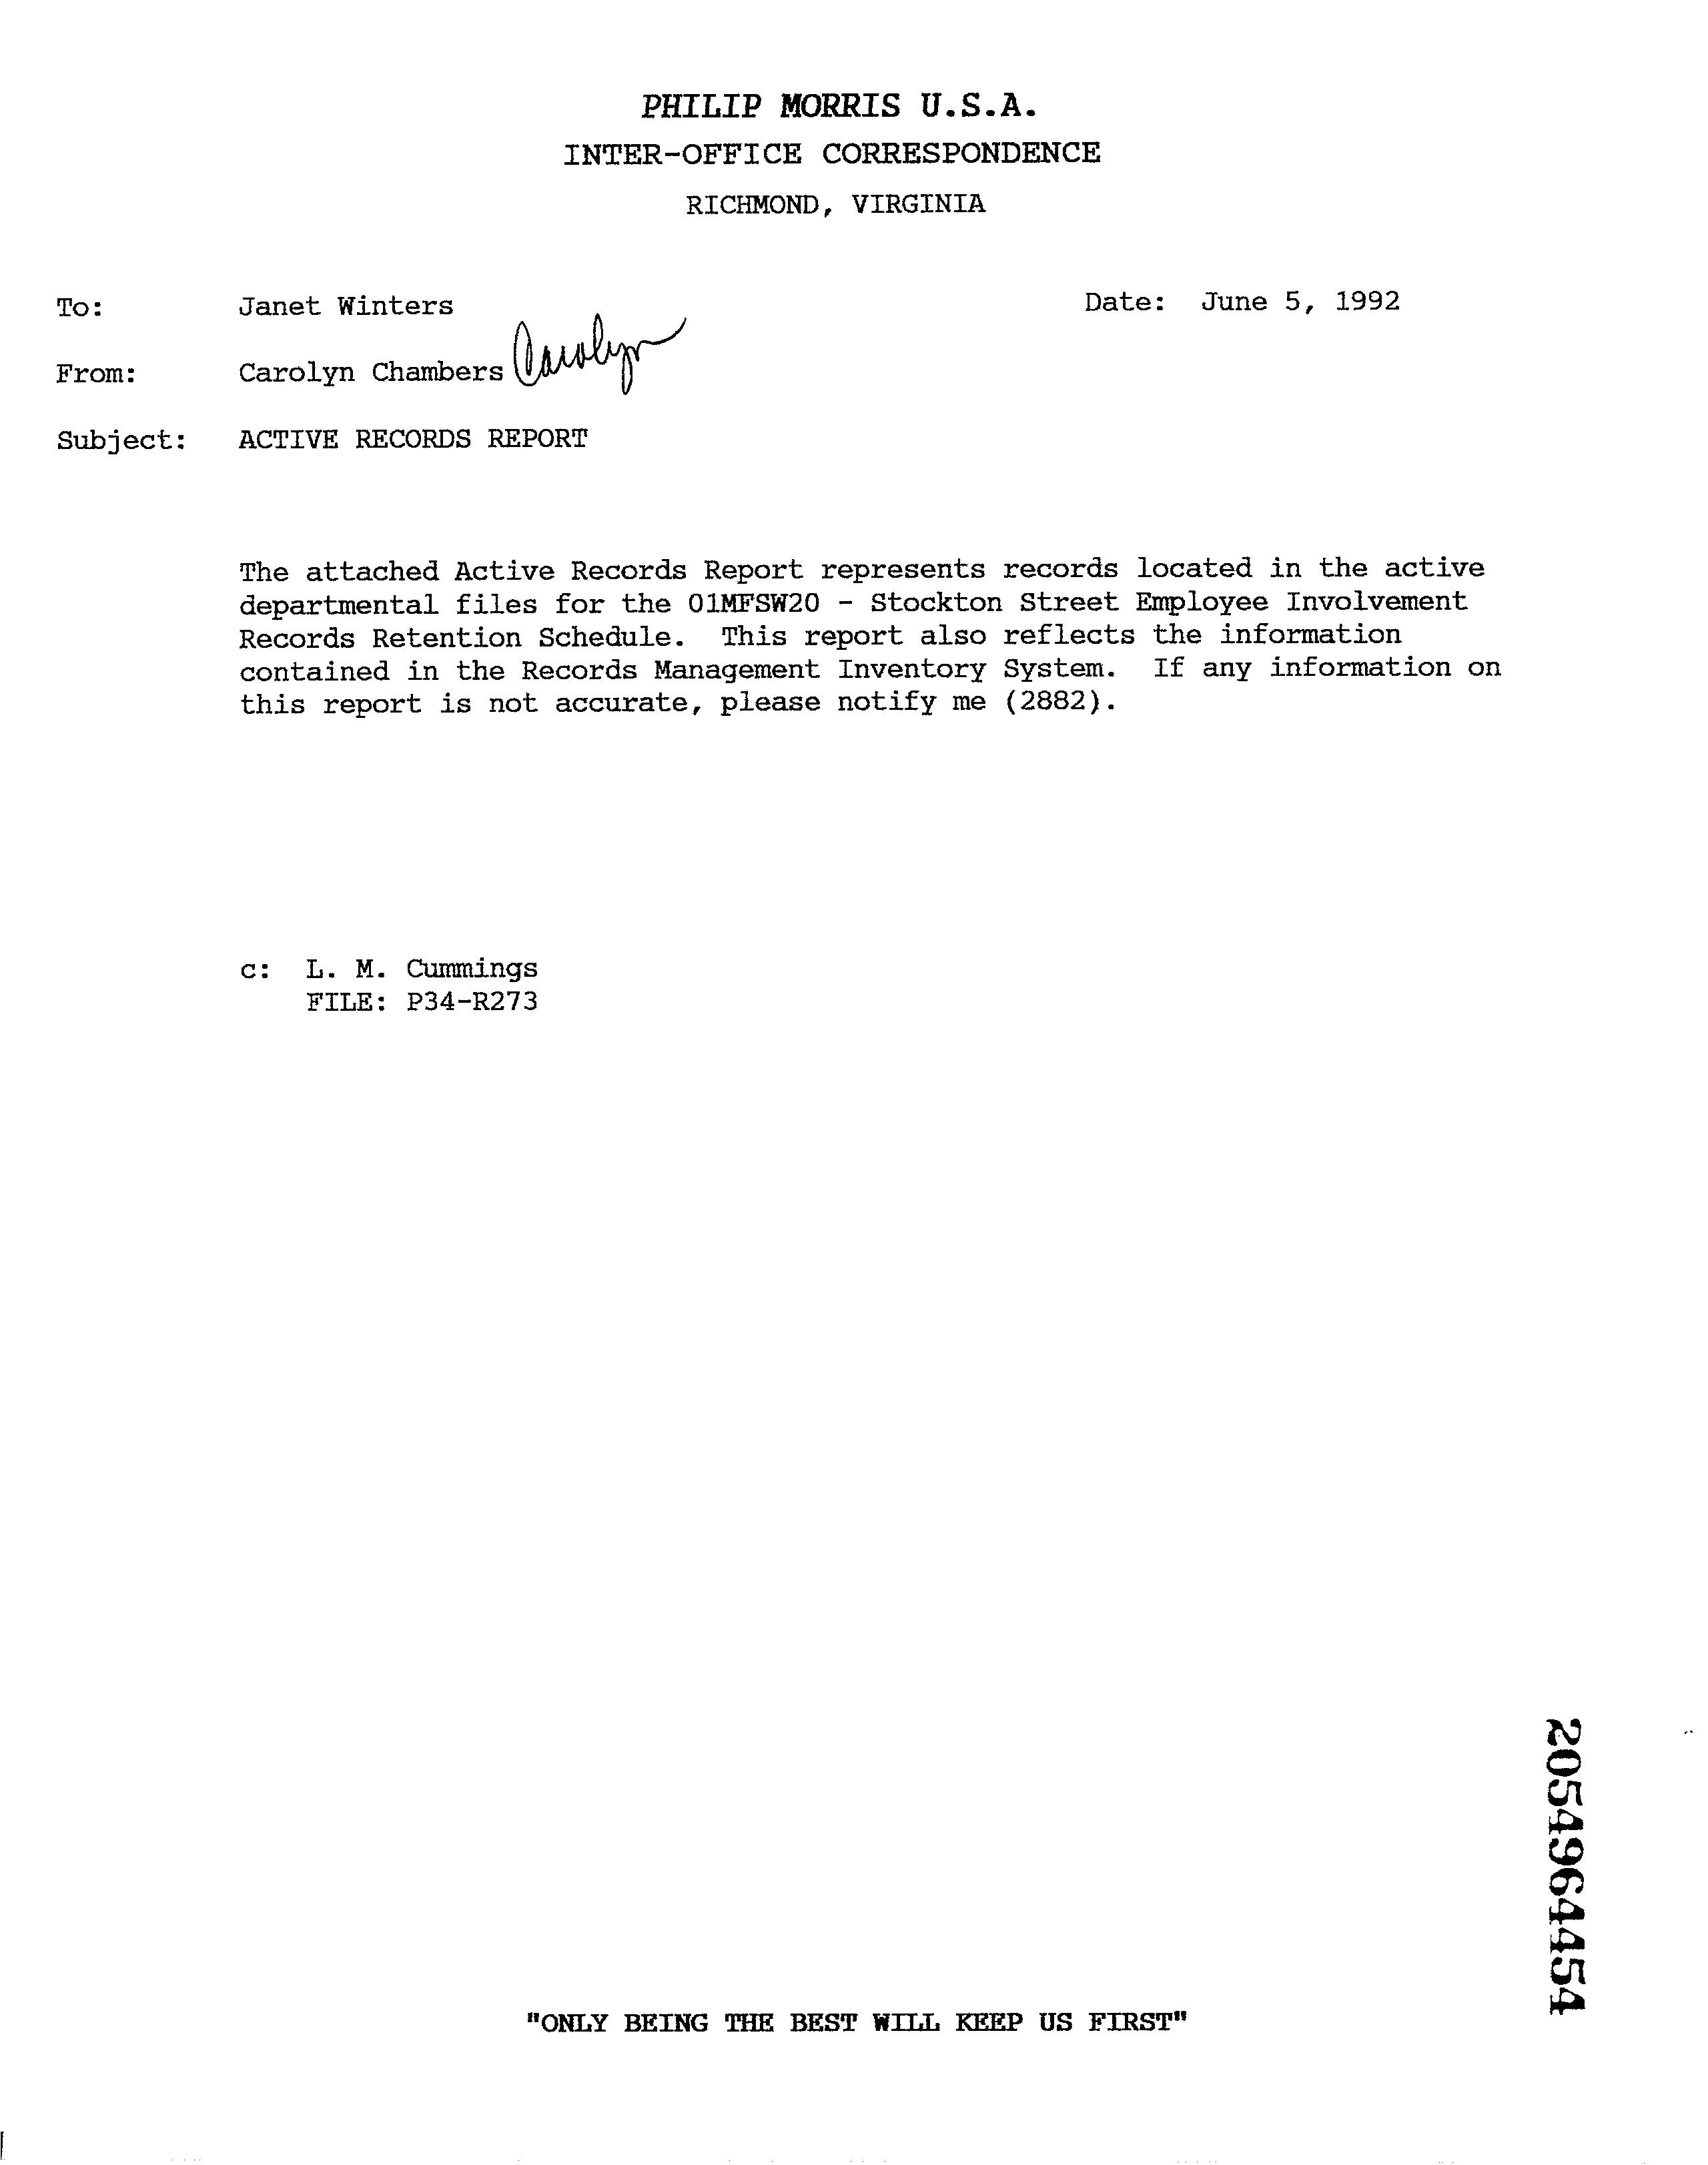 PHILIP MORRIS U.S.A.
INTER-OFFICE CORRESPONDENCE
RICHMOND, VIRGINIA
To: Janet Winters Date: June 5, 1992
From: Carolyn Chambers Carolyn
Subject: ACTIVE RECORDS REPORT
The attached Active Records Report represents records located in the active
departmental files for the 01MFSW20 - Stockton Street Employee Involvement
Records Retention Schedule. This report also reflects the information
contained in the Records Management Inventory System. If any information on
this report is not accurate, please notify me (2882).
c: L. M. Cummings
FILE: P34-R273
2054964454
"ONLY BEING THE BEST WILL KEEP US FIRST"